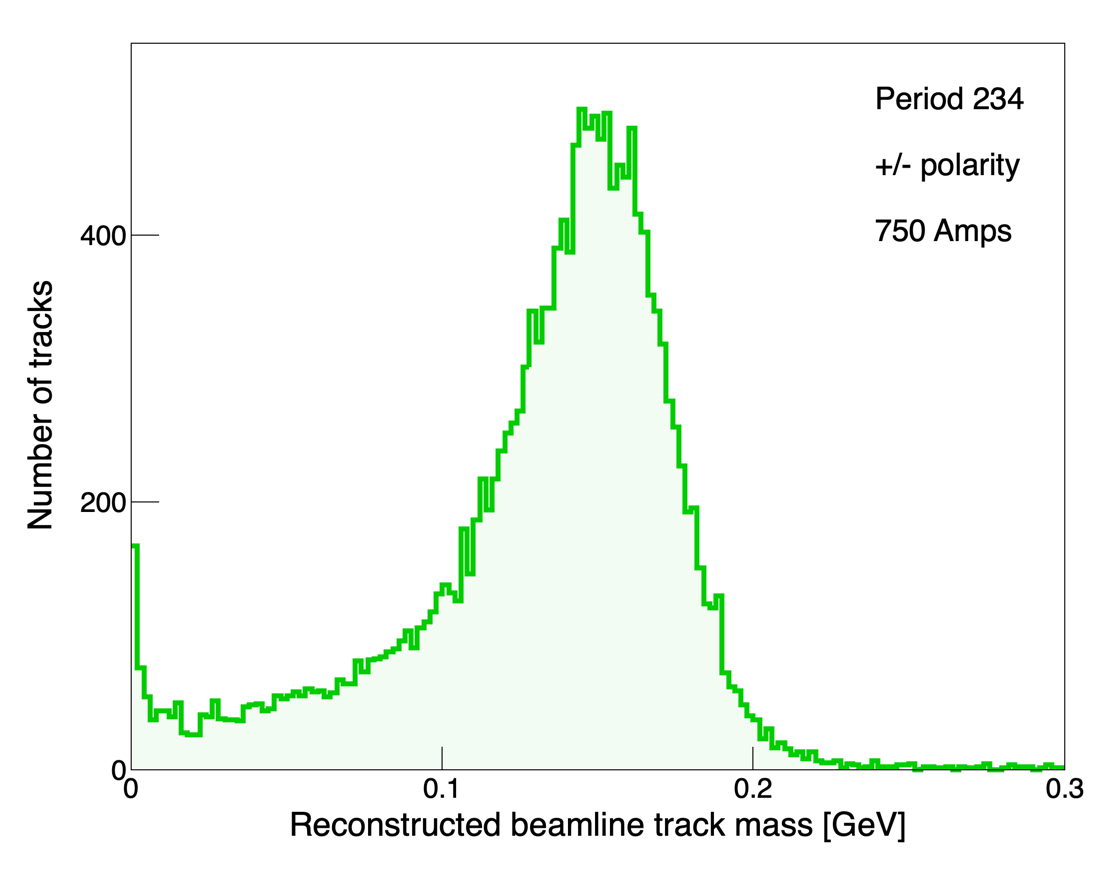 Period 234
+/- polarity
750 Amps
Number of tracks
400
200
0
0 0.1 0.2 0.3
Reconstructed beamline track mass [GeV]